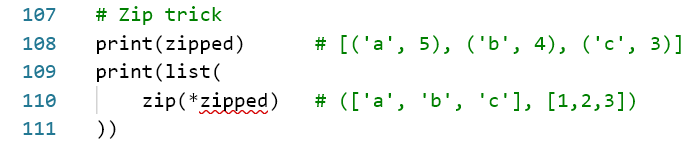 107 # Zip trick
108 print(zipped) # [('a', 5), ('b', 4), ('c', 3)]
109 print(list(
110 zip(*zipped) # (['a', 'b', 'c'], [1,2,3])
111 ))